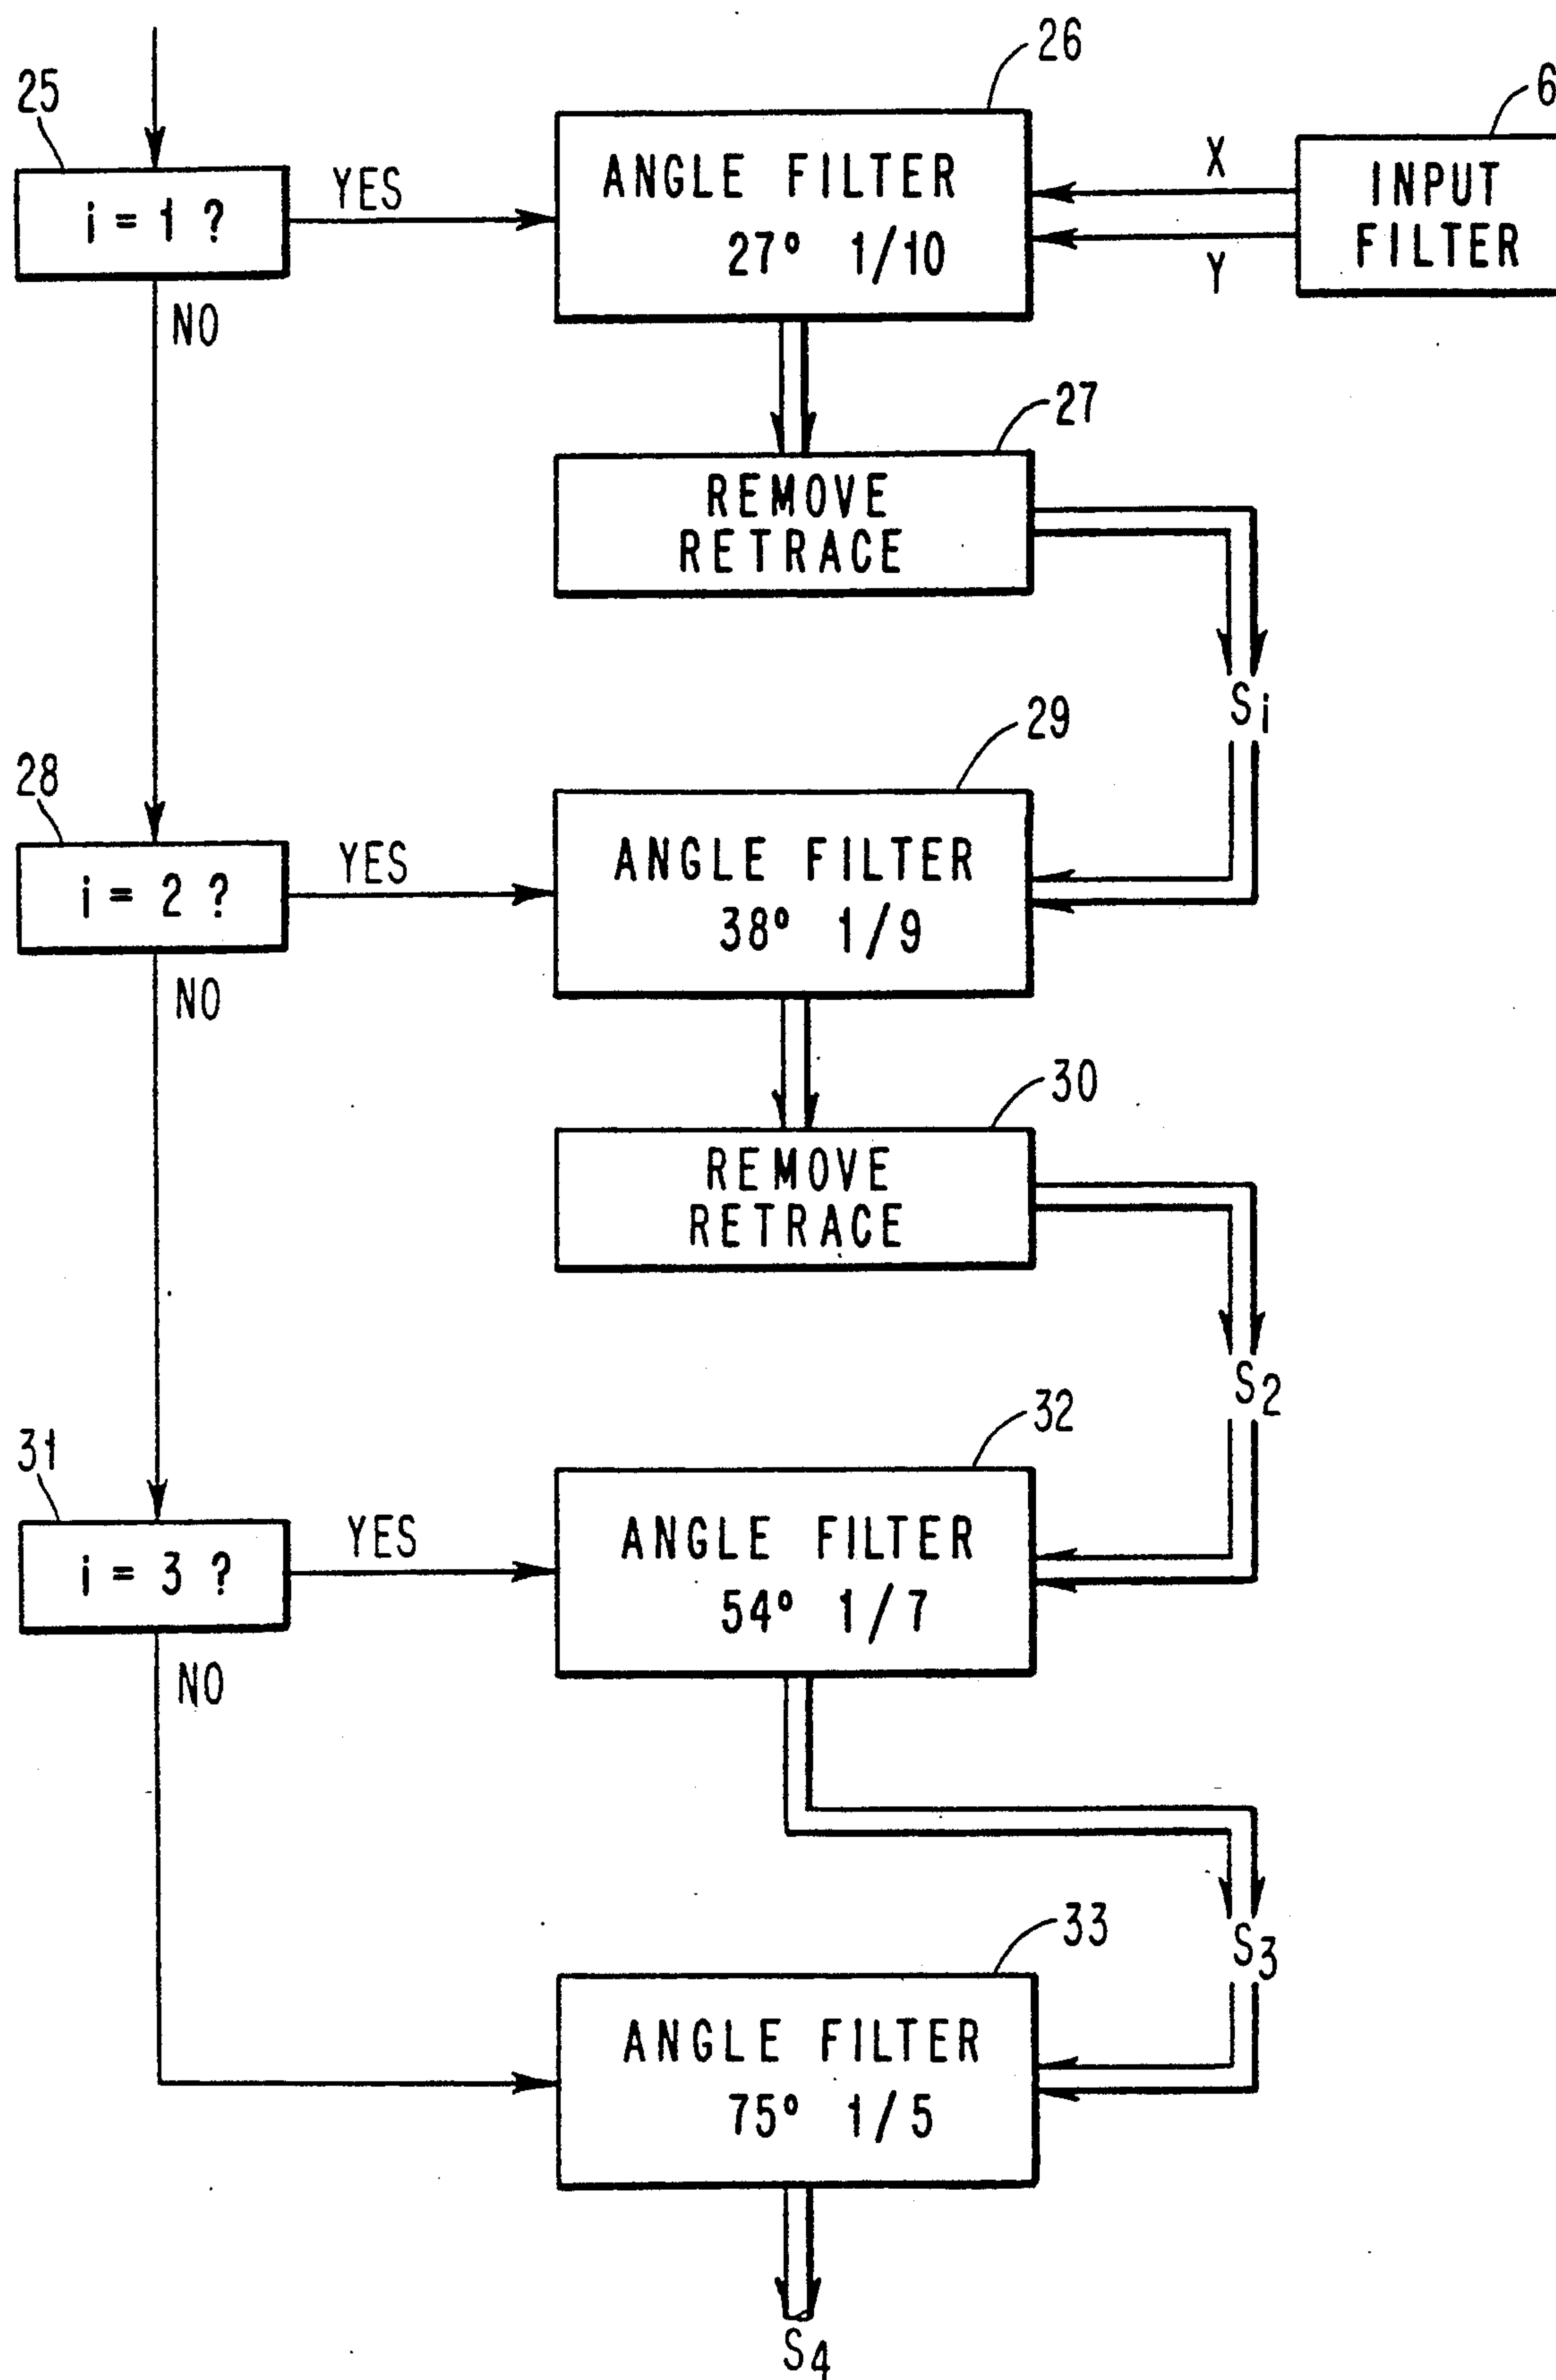 26
25
6
i = 1 ?
YES
ANGLE FILTER
27° 1/10
X
Y
INPUT
FILTER
NO
27
REMOVE
RETRACE
Si
29
28
i = 2 ?
YES
ANGLE FILTER
38° 1/9
NO
30
REMOVE
RETRACE
S2
32
31
i = 3 ?
YES
ANGLE FILTER
54° 1/7
NO
S3
33
ANGLE FILTER
75° 1/5
S4